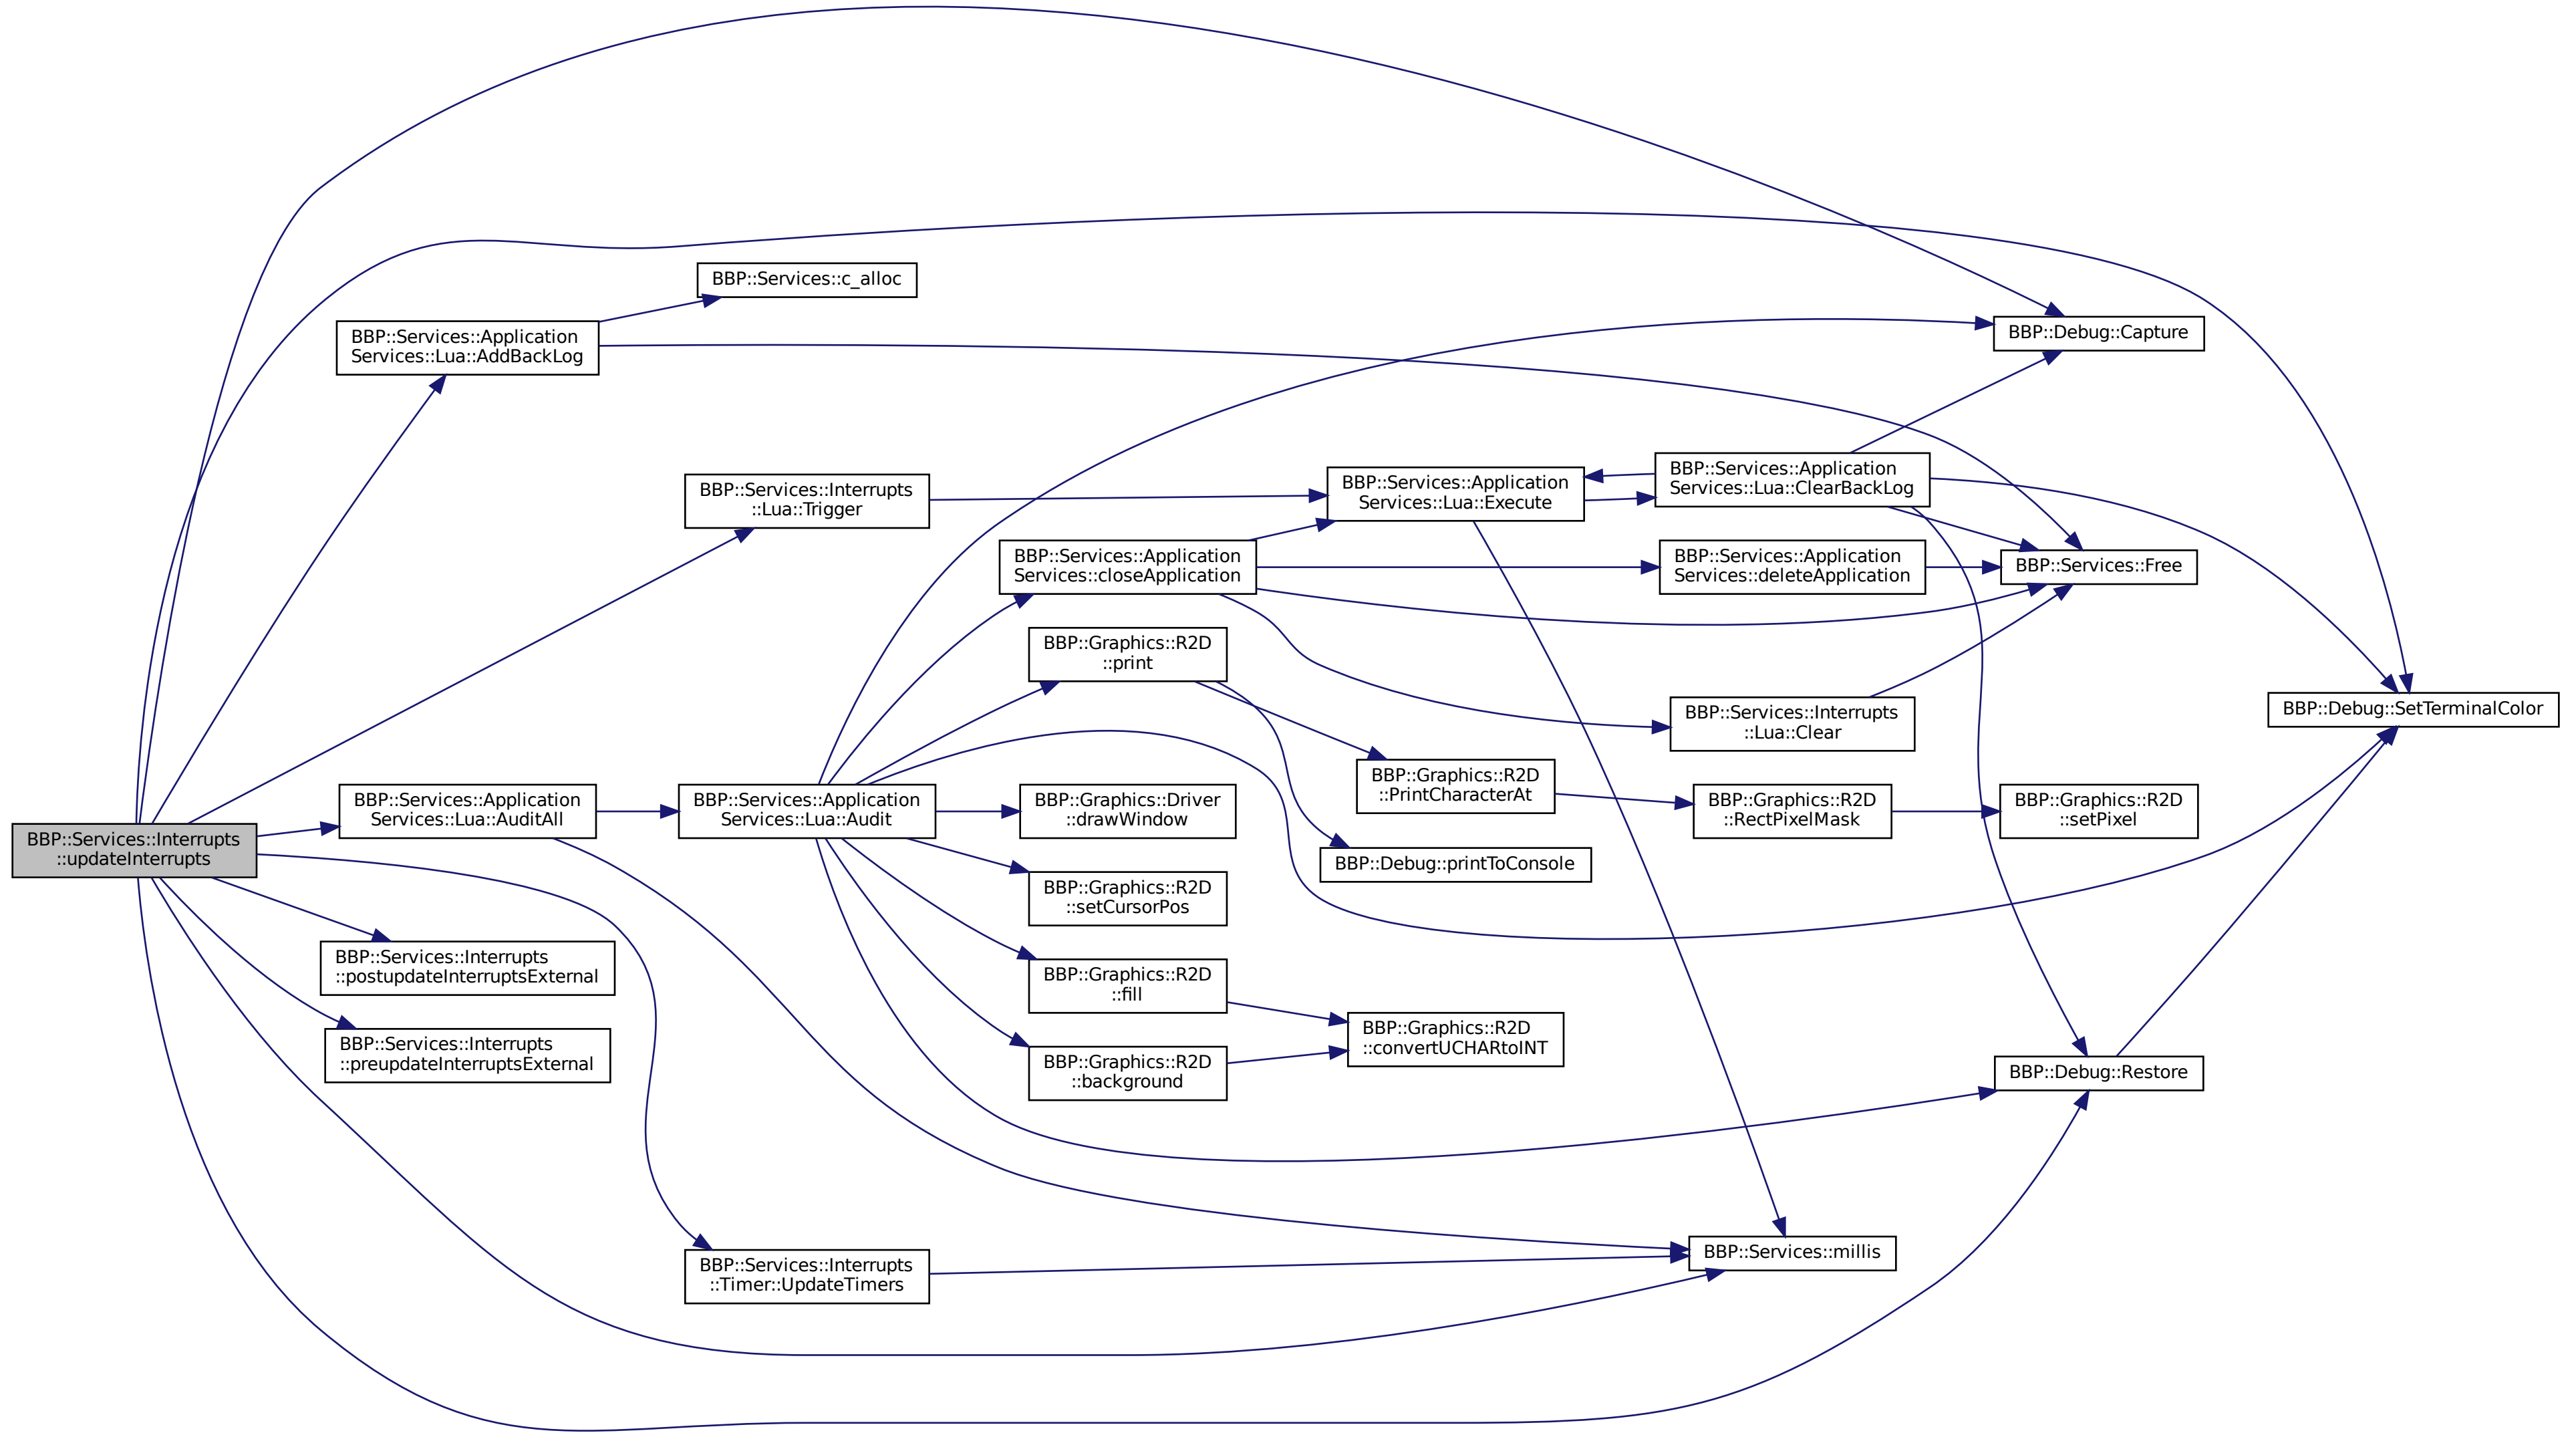 BBP::Services::Interrupts
::updateInterrupts
BBP::Services::Application
Services::Lua::AddBackLog
BBP::Services::c_alloc
BBP::Services::Interrupts
::Lua::Trigger
BBP::Services::Application
Services::Lua::AuditAll
BBP::Services::Application
Services::Lua::Audit
BBP::Services::Interrupts
::postupdateInterruptsExternal
BBP::Services::Interrupts
::preupdateInterruptsExternal
BBP::Services::Interrupts
::Timer::UpdateTimers
BBP::Services::Application
Services::closeApplication
BBP::Graphics::R2D
::print
BBP::Graphics::Driver
::drawWindow
BBP::Graphics::R2D
::setCursorPos
BBP::Graphics::R2D
::fill
BBP::Graphics::R2D
::background
BBP::Services::Application
Services::Lua::Execute
BBP::Graphics::R2D
::PrintCharacterAt
BBP::Debug::printToConsole
BBP::Graphics::R2D
::convertUCHARtoINT
BBP::Services::Application
Services::Lua::ClearBackLog
BBP::Services::Application
Services::deleteApplication
BBP::Services::Interrupts
::Lua::Clear
BBP::Graphics::R2D
::RectPixelMask
BBP::Services::millis
BBP::Debug::Capture
BBP::Services::Free
BBP::Graphics::R2D
::setPixel
BBP::Debug::Restore
BBP::Debug::SetTerminalColor